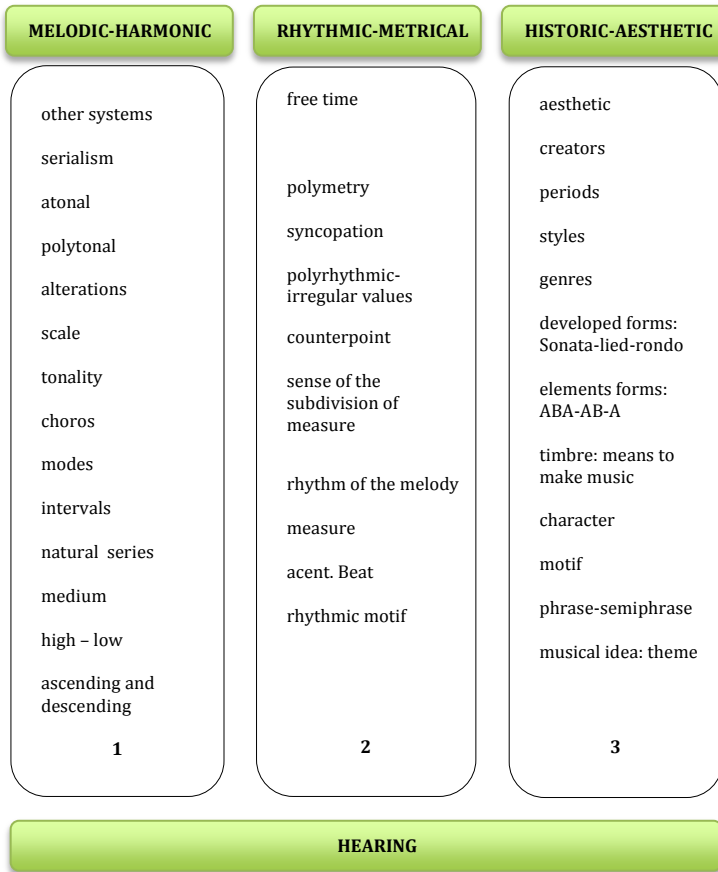 MELODIC-HARMONIC
other systems
serialism
atonal
polytonal
alterations
scale
tonality
choros
modes
intervals
natural series
medium
high – low
ascending and
descending
1
RHYTHMIC-METRICAL
free time
polymetry
syncopation
polyrhythmic-
irregular values
counterpoint
sense of the
subdivision of
measure
rhythm of the melody
measure
acent. Beat
rhythmic motif
2
HISTORIC-AESTHETIC
aesthetic
creators
periods
styles
genres
developed forms:
Sonata-lied-rondo
elements forms:
ABA-AB-A
timbre: means to
make music
character
motif
phrase-semiphrase
musical idea: theme
3
HEARING